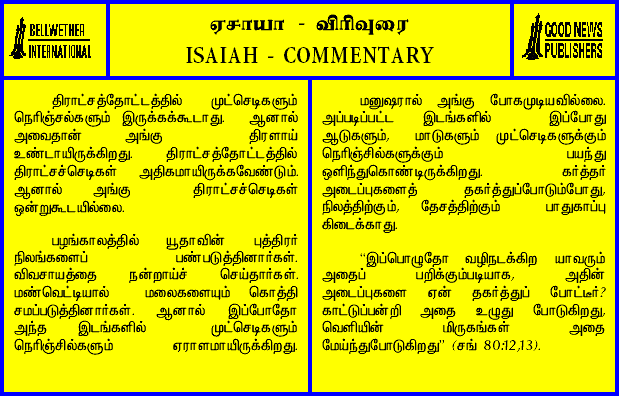 BELLWETHER
INTERNATIONAL
ஏசாயா - விரிவுரை
ISAIAH - COMMENTARY
GOOD NEWS
PUBLISHERS
திராட்சத்தோட்டத்தில் முட்செடிகளும்
நெரிஞ்சல்களும் இருக்கக்கூடாது. ஆனால்
அவைதான் அங்கு திரளாய்
உண்டாயிருக்கிறது. திராட்சத்தோட்டத்தில்
திராட்சச்செடிகள் அதிகமாயிருக்கவேண்டும்.
ஆனால் அங்கு திராட்சச்செடிகள்
ஒன்றுகூடயில்லை.
பழங்காலத்தில் யூதாவின் புத்திரர்
நிலங்களைப் பண்படுத்தினார்கள்.
விவசாயத்தை நன்றாய்ச் செய்தார்கள்.
மண்வெட்டியால் மலைகளையும் கொத்தி
சமப்படுத்தினார்கள். ஆனால் இப்போதோ
அந்த இடங்களில் முட்செடிகளும்
நெரிஞ்சில்களும் ஏராளமாயிருக்கிறது.
மனுஷரால் அங்கு போகமுடியவில்லை.
அப்படிப்பட்ட இடங்களில் இப்போது
ஆடுகளும், மாடுகளும் முட்செடிகளுக்கும்
நெரிஞ்சில்களுக்கும் பயந்து
ஒளிந்துகொண்டிருக்கிறது. கர்த்தர்
அடைப்புகளைத் தகர்த்துப்போடும்போது,
நிலத்திற்கும், தேசத்திற்கும் பாதுகாப்பு
கிடைக்காது.
“இப்பொழுதோ வழிநடக்கிற யாவரும்
அதைப் பறிக்கும்படியாக, அதின்
அடைப்புகளை ஏன் தகர்த்துப் போட்டீர்?
காட்டுப்பன்றி அதை உழுது போடுகிறது,
வெளியின் மிருகங்கள் அதை
மேய்ந்துபோடுகிறது” (சங் 80:12,13).